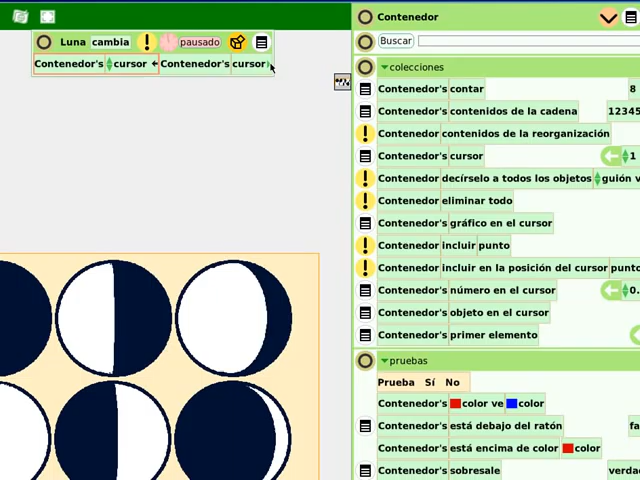 Contenedor
Luna cambia ! pausado
Buscar
Contenedor's cursor ← Contenedor's cursor
colecciones
Contenedor's contar 8
Contenedor's contenidos de la cadena 12345
Contenedor contenidos de la reorganización
Contenedor's cursor 1
Contenedor decírselo a todos los objetos guión v
Contenedor eliminar todo
Contenedor's gráfico en el cursor
Contenedor incluir punto
Contenedor incluir en la posición del cursor punto
Contenedor's número en el cursor 0.
Contenedor's objeto en el cursor
Contenedor's primer elemento
pruebas
Prueba Sí No
Contenedor's color ve color
Contenedor's está debajo del ratón fa
Contenedor's está encima de color color
Contenedor's sobresale verda